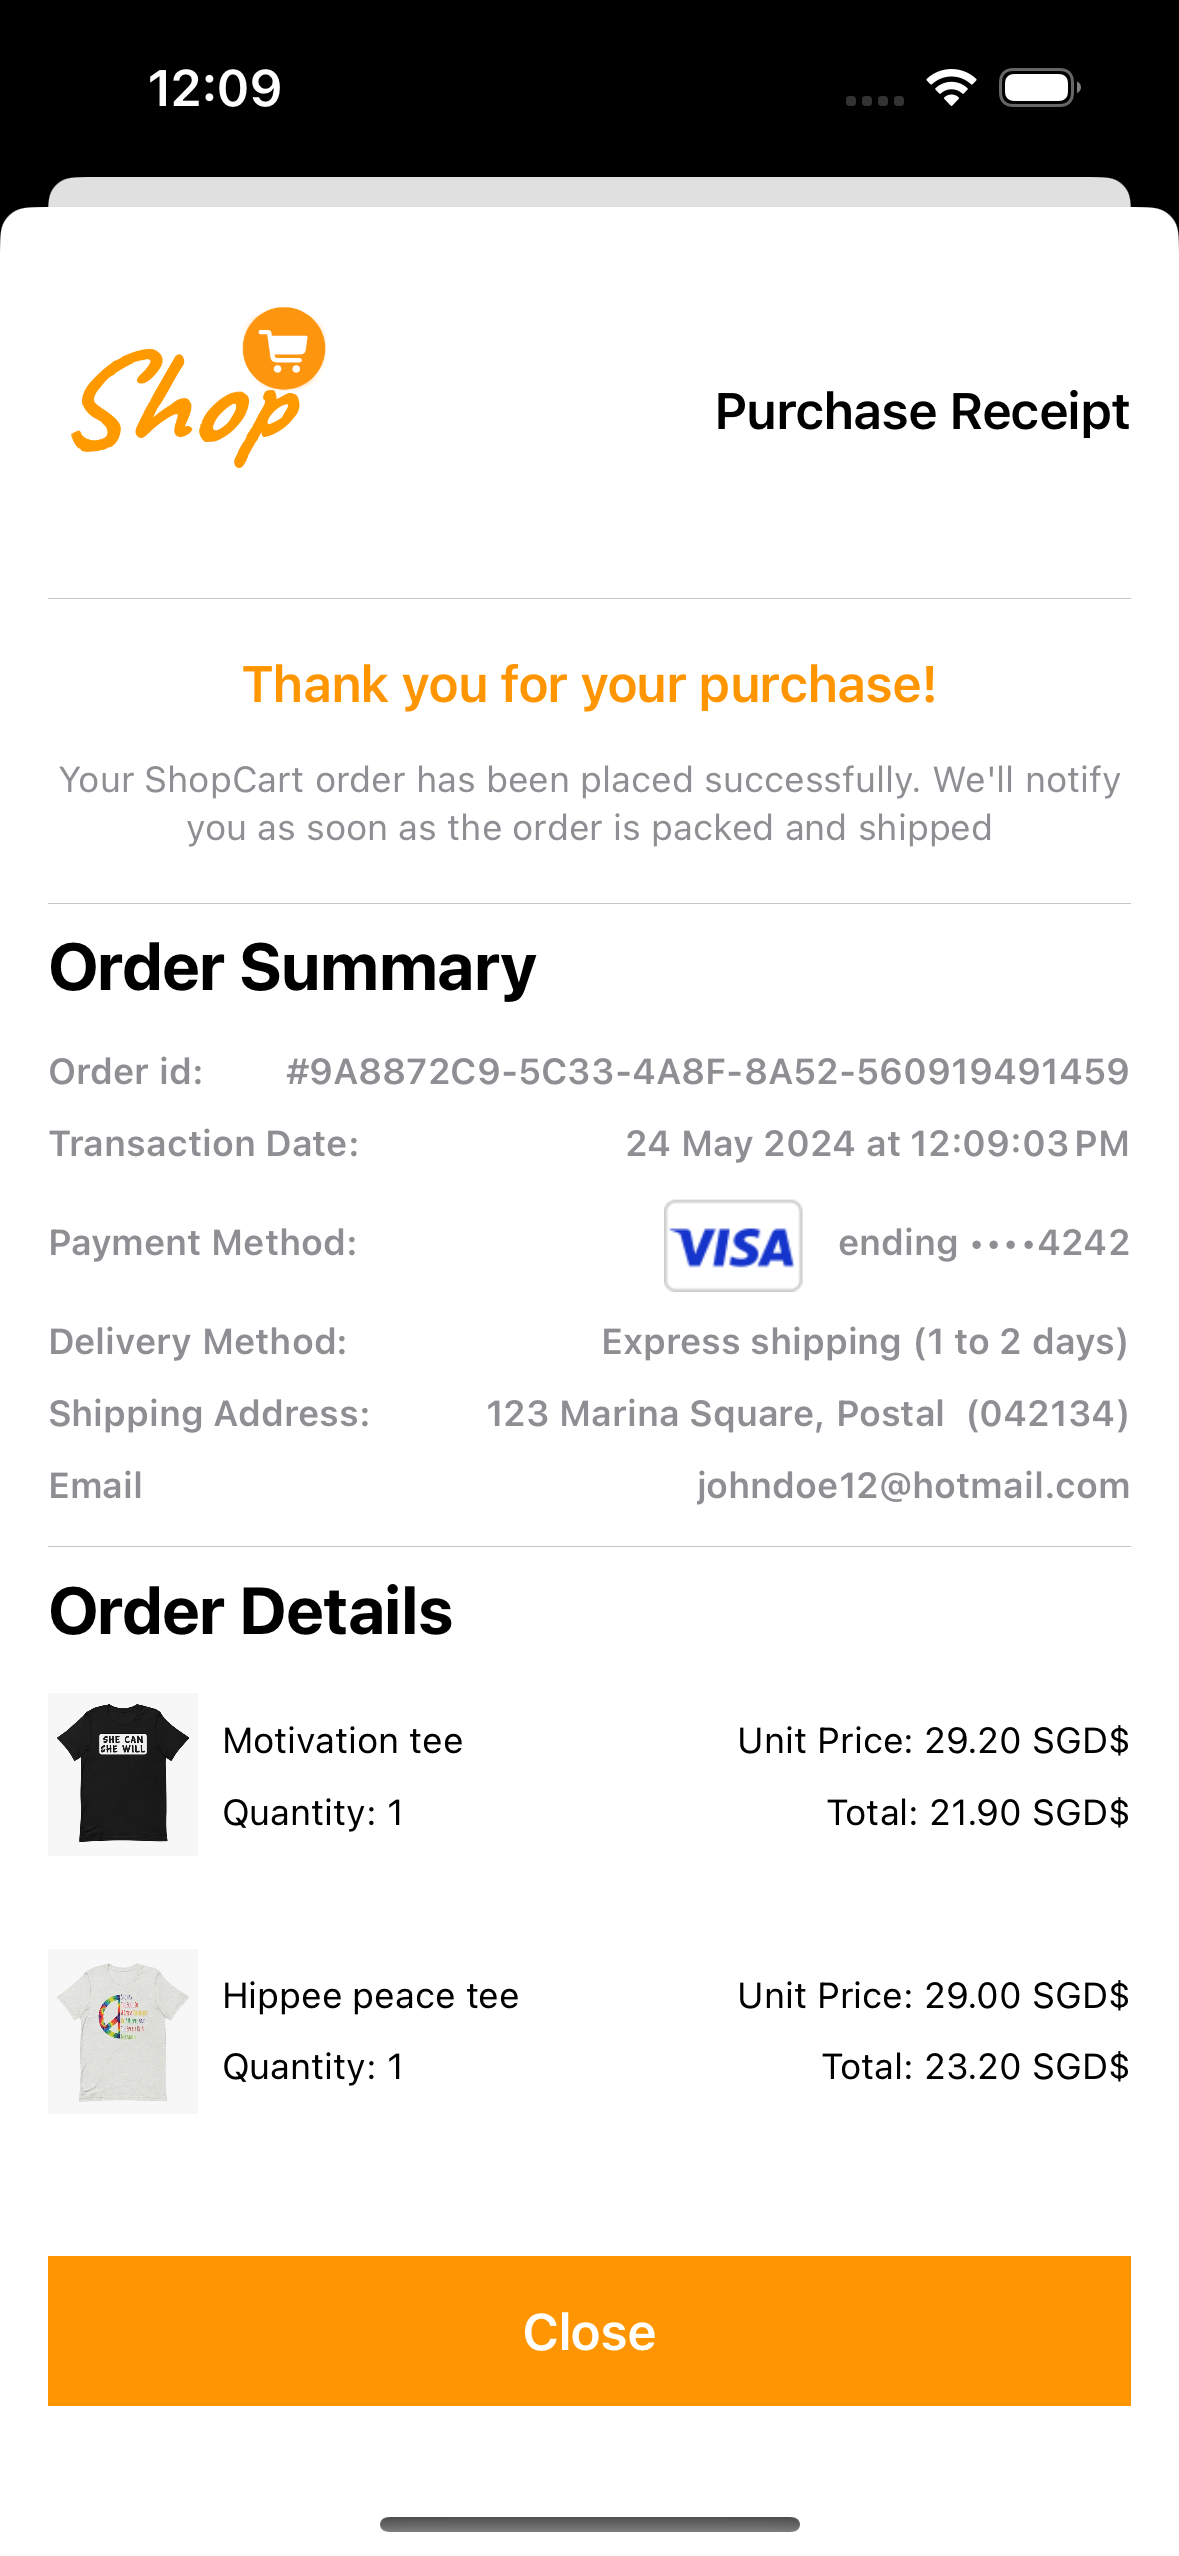 12:09
Shop
Purchase Receipt
Thank you for your purchase!
Your ShopCart order has been placed successfully. We'll notify
you as soon as the order is packed and shipped
Order Summary
Order id: #9A8872C9-5C33-4A8F-8A52-560919491459
Transaction Date: 24 May 2024 at 12:09:03 PM
Payment Method: VISA ending ••••4242
Delivery Method: Express shipping (1 to 2 days)
Shipping Address: 123 Marina Square, Postal (042134)
Email johndoe12@hotmail.com
Order Details
SHE CAN
SHE WILL
Motivation tee Unit Price: 29.20 SGD$
Quantity: 1 Total: 21.90 SGD$
Hippee peace tee Unit Price: 29.00 SGD$
Quantity: 1 Total: 23.20 SGD$
Close